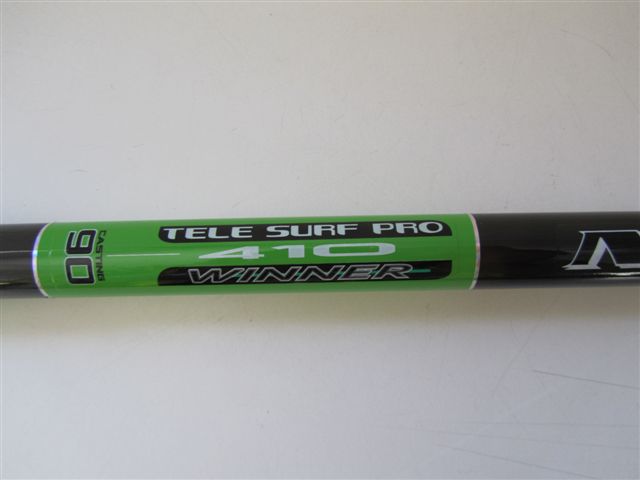 TELE SURF PRO
410
WINNER
CASTING
90